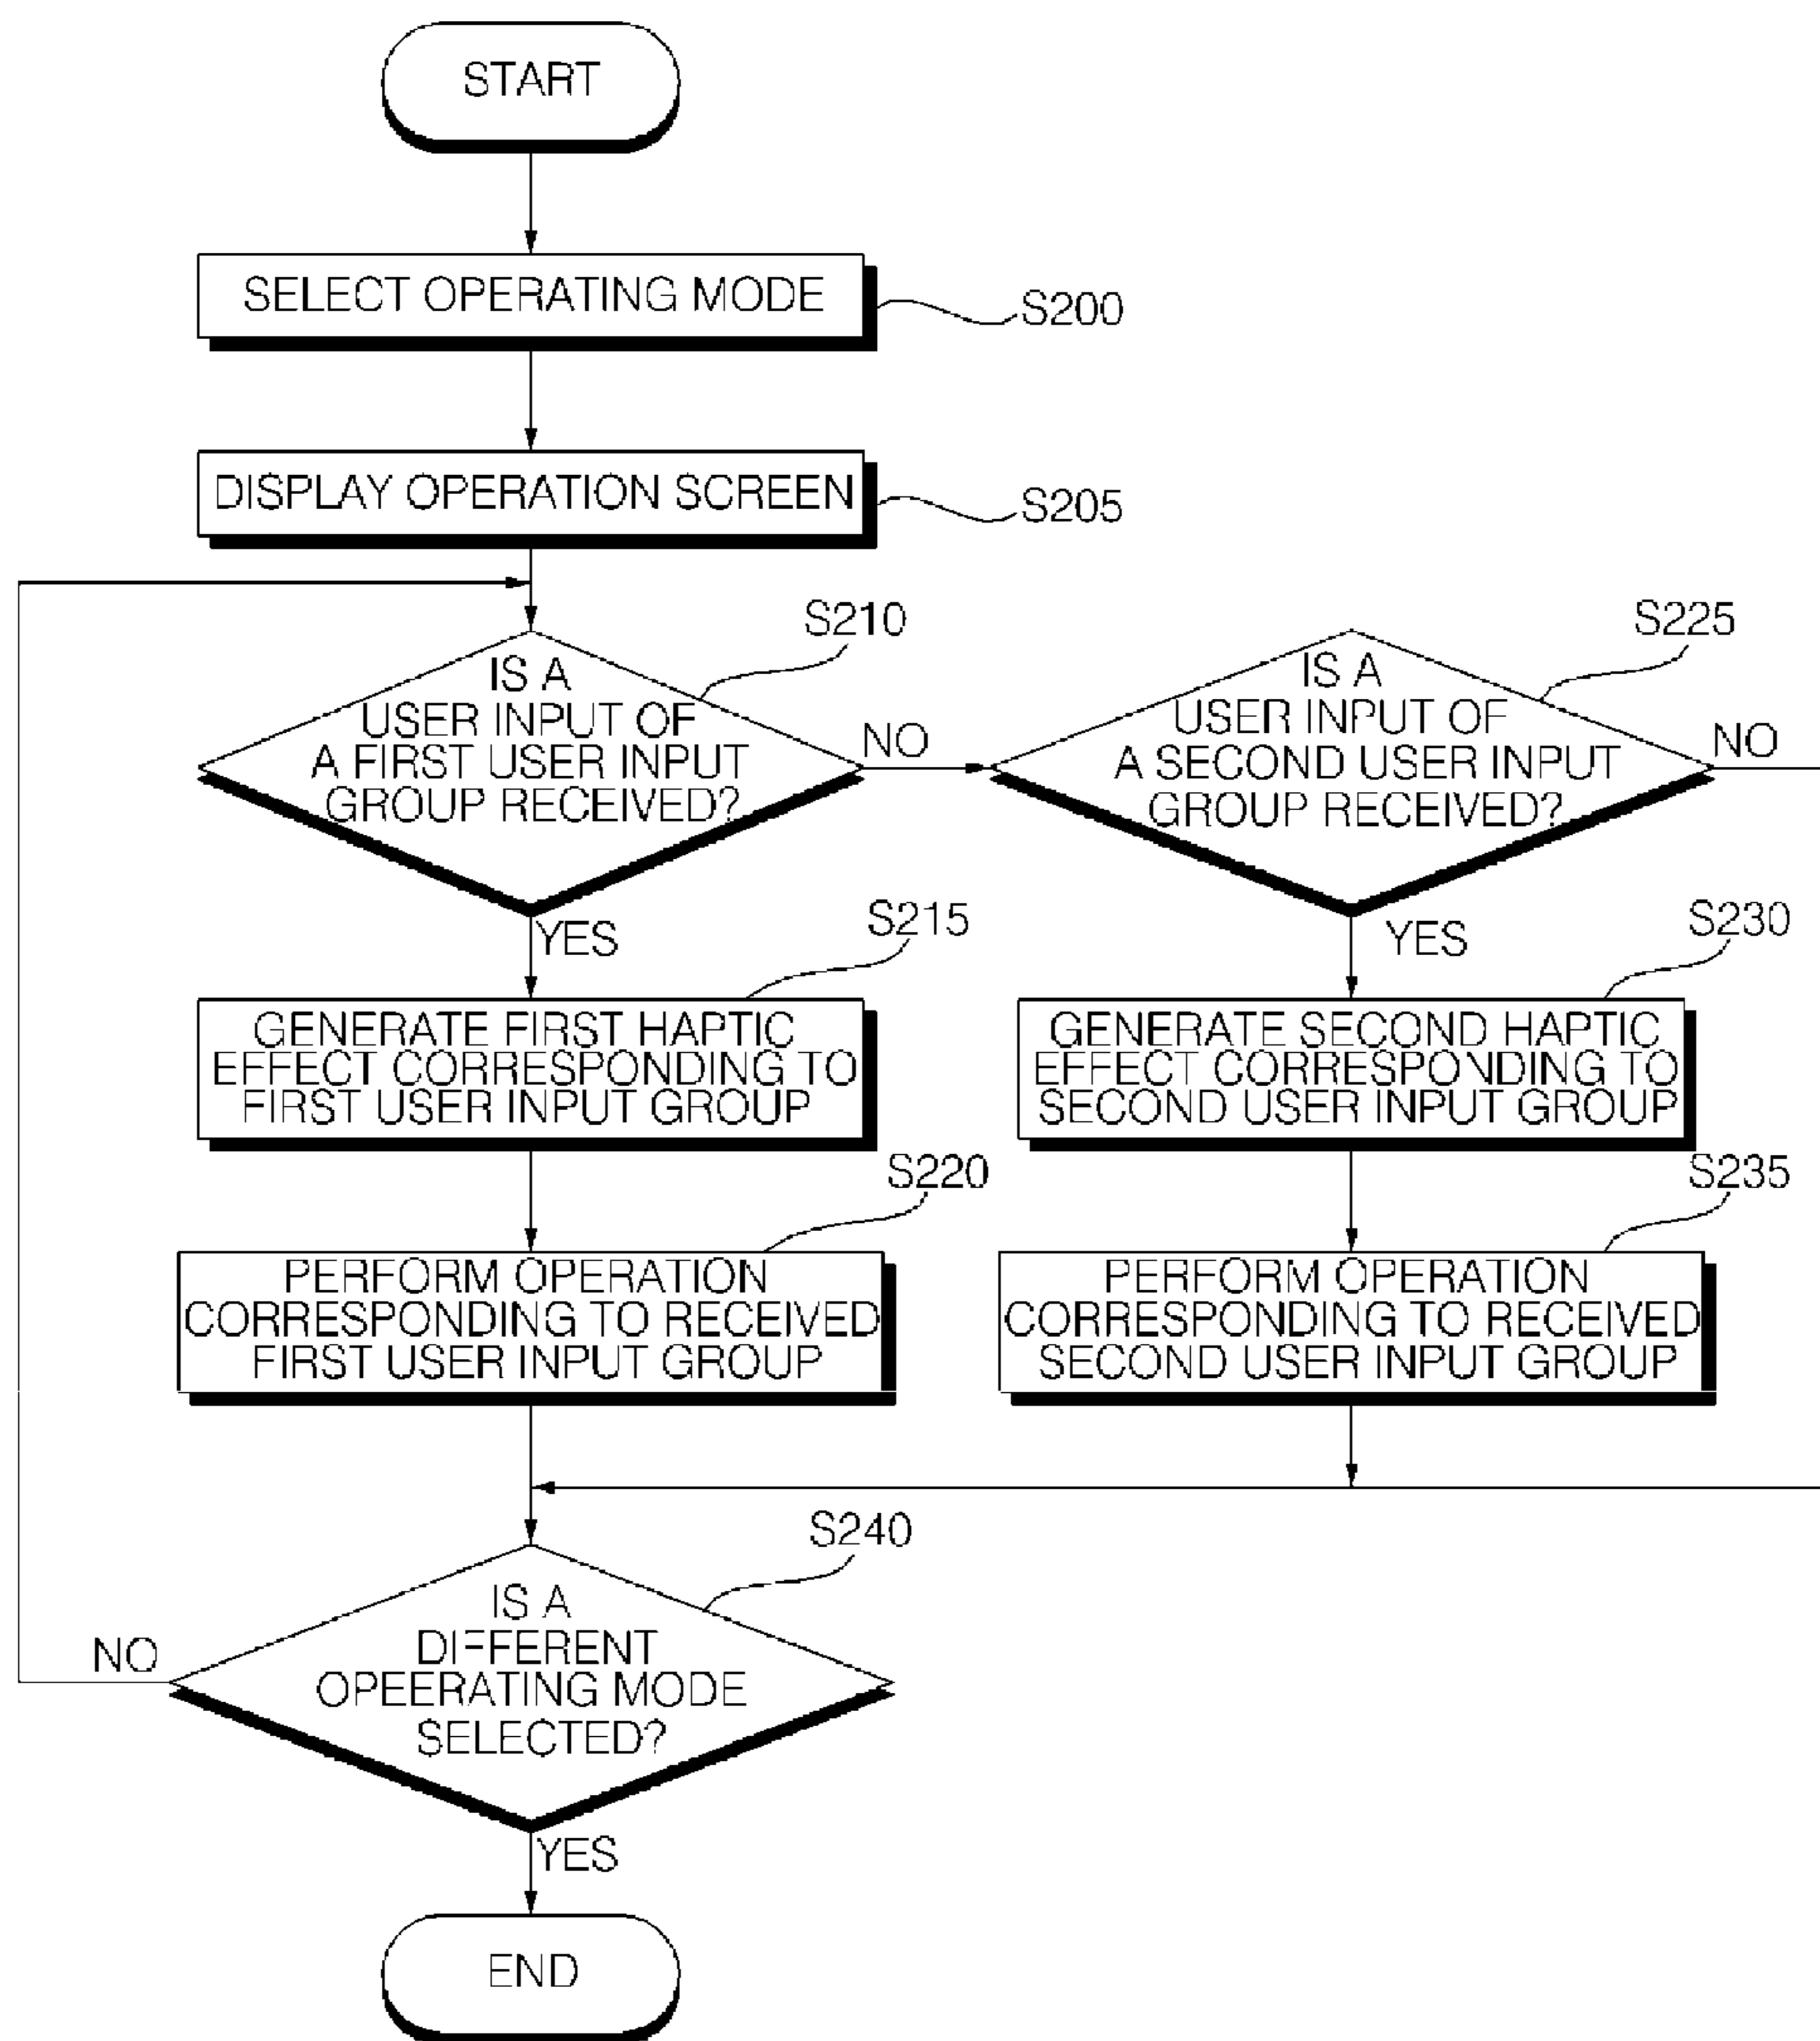 START
SELECT OPERATING MODE
S200
DISPLAY OPERATION SCREEN
S205
S210
IS A
USER INPUT OF
A FIRST USER INPUT
GROUP RECEIVED?
NO
YES
S225
IS A
USER INPUT OF
A SECOND USER INPUT
GROUP RECEIVED?
NO
YES
S215
GENERATE FIRST HAPTIC
EFFECT CORRESPONDING TO
FIRST USER INPUT GROUP
S230
GENERATE SECOND HAPTIC
EFFECT CORRESPONDING TO
SECOND USER INPUT GROUP
S220
PERFORM OPERATION
CORRESPONDING TO RECEIVED
FIRST USER INPUT GROUP
S235
PERFORM OPERATION
CORRESPONDING TO RECEIVED
SECOND USER INPUT GROUP
S240
IS A
DIFFERENT
OPEERATING MODE
SELECTED?
NO
YES
END